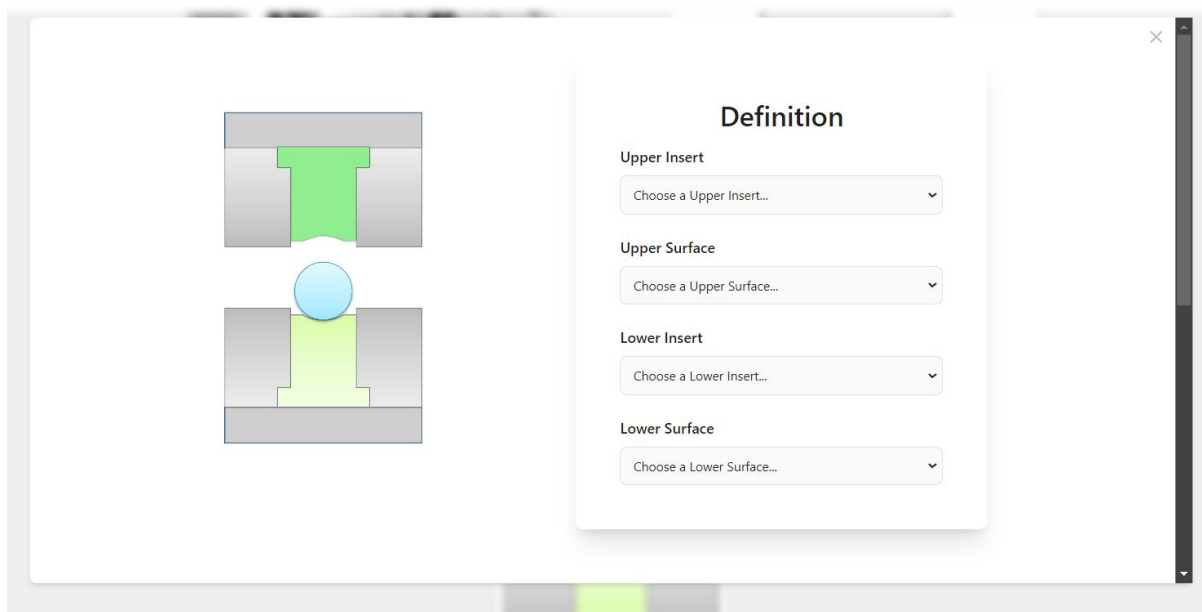 Definition
Upper Insert
Choose a Upper Insert...
Upper Surface
Choose a Upper Surface...
Lower Insert
Choose a Lower Insert...
Lower Surface
Choose a Lower Surface...